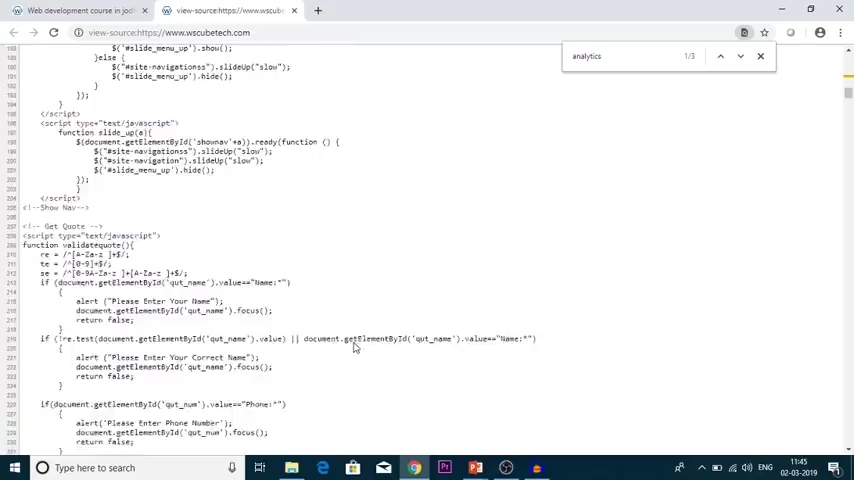 Web development course in jodh
view-source:https://www.wscubetech
view-source:https://www.wscubetech.com
analytics
1/3
$('#slide_menu_up').show();
}else {
$("#site-navigationss").slideUp("slow");
$('#slide_menu_up').hide();
}
});
}
</script>
<script type="text/javascript">
function slide_up(a){
$(document.getElementById('shownav'+a)).ready(function () {
$("#site-navigationss").slideUp("slow");
$("#site-navigation").slideUp("slow");
$("#slide_menu_up").hide();
});
}
</script>
<!--Show Nav-->
<!-- Get Quote -->
<script type="text/javascript">
function validatequote(){
re = /^[A-Za-z ]+$/;
te = /^[0-9]+$/;
se = /^[0-9A-Za-z ]+[A-Za-z ]+$/;
if (document.getElementById('qut_name').value=="Name:*")
{
alert ("Please Enter Your Name");
document.getElementById('qut_name').focus();
return false;
}
if (!re.test(document.getElementById('qut_name').value) || document.getElementById('qut_name').value=="Name:*")
{
alert ("Please Enter Your Correct Name");
document.getElementById('qut_name').focus();
return false;
}
if(document.getElementById('qut_num').value=="Phone:*")
{
alert('Please Enter Phone Number');
document.getElementById('qut_num').focus();
return false;
}
Type here to search
ENG
11:45
02-03-2019